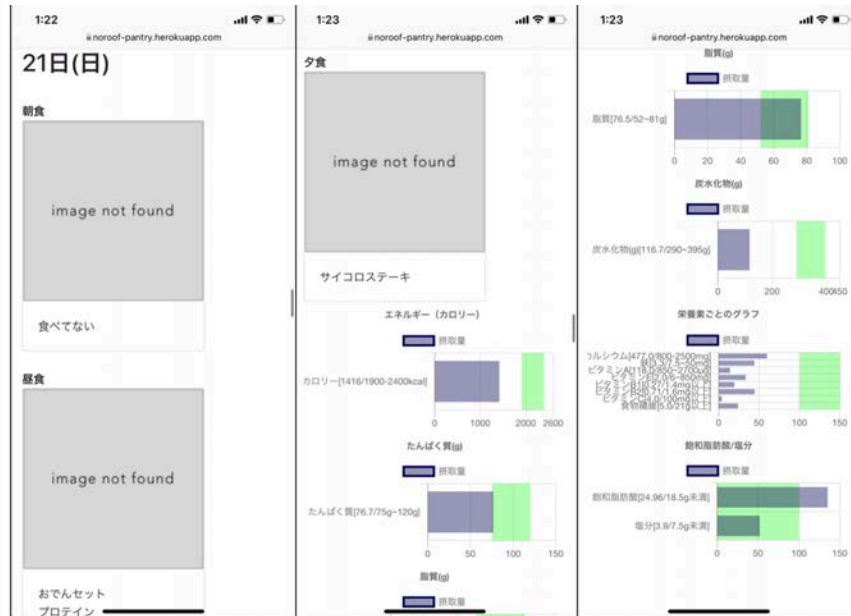 1:22
noroof-pantry.herokuapp.com
21日(日)
朝食
image not found
食べてない
昼食
image not found
おでんセット
プロテイン
1:23
noroof-pantry.herokuapp.com
夕食
image not found
サイコロステーキ
エネルギー（カロリー）
摂取量
カロリー[1416/1900-2400kcal]
0 1000 2000 2600
たんぱく質(g)
摂取量
たんぱく質[76.7/75g~120g]
0 50 100 150
脂質(g)
摂取量
1:23
noroof-pantry.herokuapp.com
脂質(g)
摂取量
脂質[76.5/52~81g]
0 20 40 60 80 100
炭水化物(g)
摂取量
炭水化物(g)[116.7/290~395g]
0 200 400450
栄養素ごとのグラフ
摂取量
カルシウム[477.0/800-2500mg]
食物繊維[5.0/21g以上]
0 50 100 150
飽和脂肪酸/塩分
摂取量
飽和脂肪酸[24.96/18.5g未満]
塩分[3.9/7.5g未満]
0 50 100 150